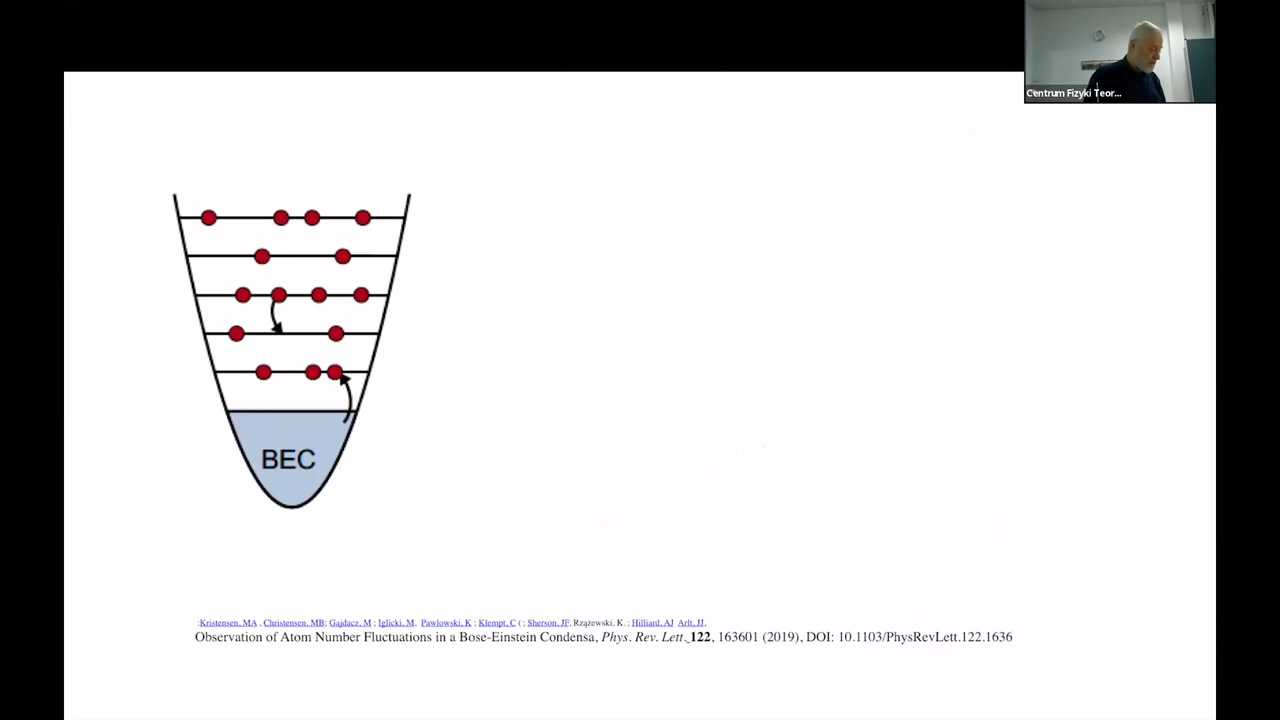 Centrum Fizyki Teor...
BEC
:Kristensen, MA , Christensen, MB; Gajdacz, M ; Iglicki, M, Pawlowski, K ; Klempt, C ( ; Sherson, JF, Rzążewski, K. ; Hilliard, AJ Arlt, JJ,
Observation of Atom Number Fluctuations in a Bose-Einstein Condensa, Phys. Rev. Lett. 122, 163601 (2019), DOI: 10.1103/PhysRevLett.122.1636